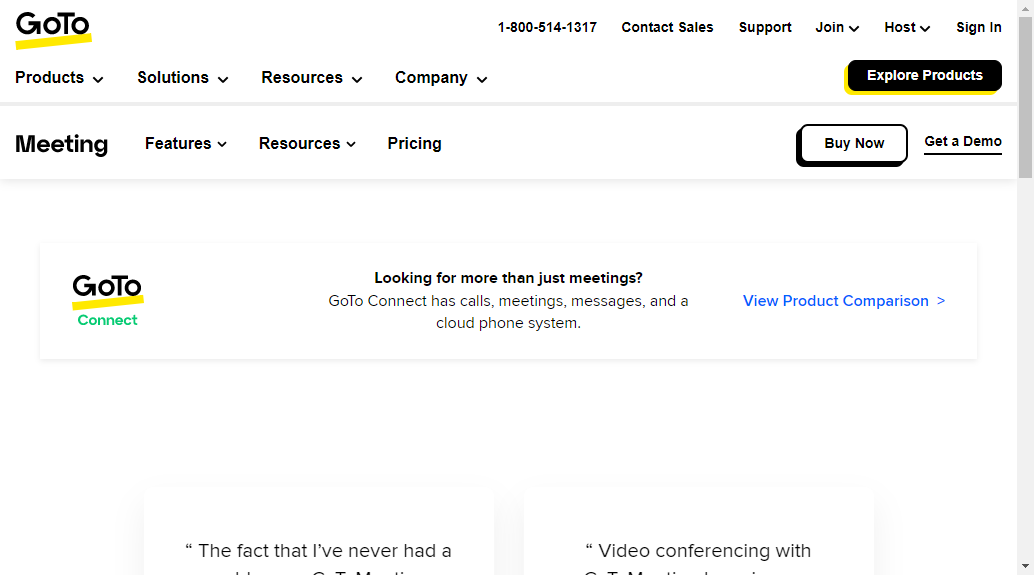 GoTo
1-800-514-1317 Contact Sales Support Join Host Sign In
Products Solutions Resources Company Explore Products
Meeting Features Resources Pricing Buy Now Get a Demo
GoTo
Connect
Looking for more than just meetings?
GoTo Connect has calls, meetings, messages, and a
cloud phone system.
View Product Comparison >
“ The fact that I’ve never had a
“ Video conferencing with